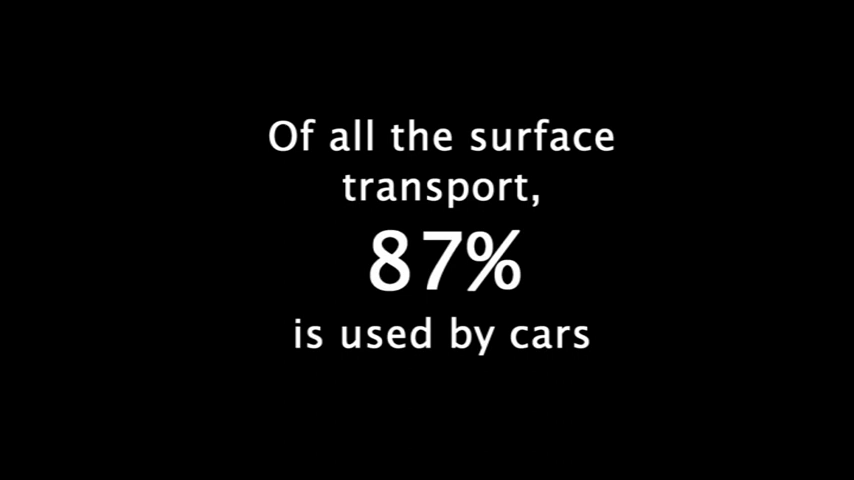 Of all the surface
transport,
87%
is used by cars